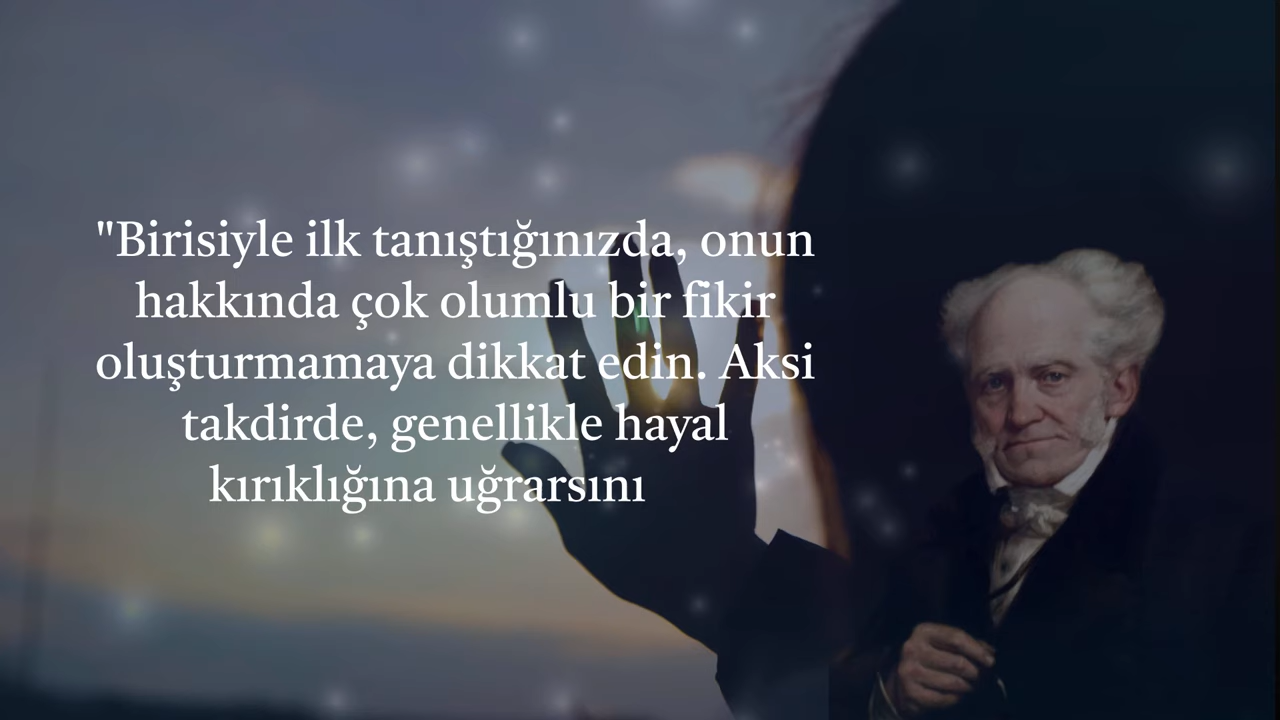 "Birisiyle ilk tanıştığınızda, onun
hakkında çok olumlu bir fikir
oluşturmamaya dikkat edin. Aksi
takdirde, genellikle hayal
kırıklığına uğrarsını